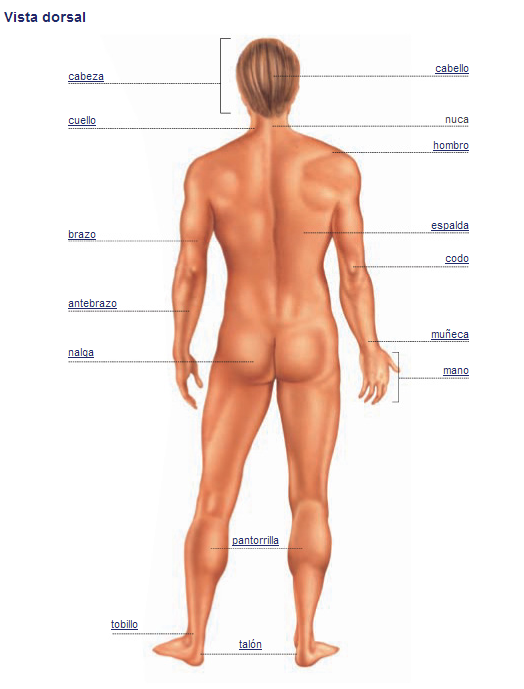 Vista dorsal
cabeza
cabello
cuello
nuca
hombro
brazo
espalda
codo
antebrazo
muñeca
nalga
mano
pantorrilla
tobillo
talón